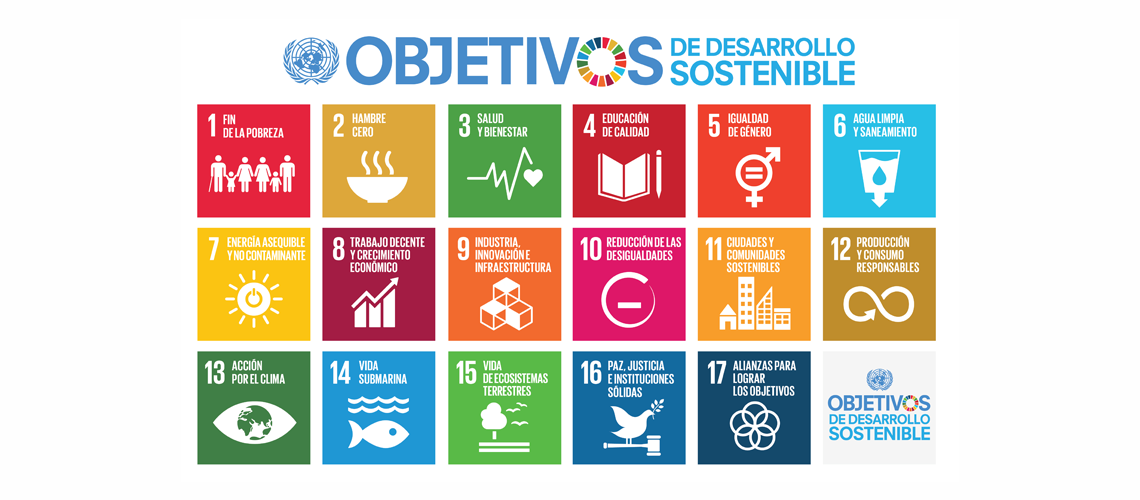 OBJETIVOS
DE DESARROLLO
SOSTENIBLE
1 FIN
DE LA POBREZA
2 HAMBRE
CERO
3 SALUD
Y BIENESTAR
4 EDUCACIÓN
DE CALIDAD
5 IGUALDAD
DE GÉNERO
6 AGUA LIMPIA
Y SANEAMIENTO
7 ENERGÍA ASEQUIBLE
Y NO CONTAMINANTE
8 TRABAJO DECENTE
Y CRECIMIENTO
ECONÓMICO
9 INDUSTRIA,
INNOVACIÓN E
INFRAESTRUCTURA
10 REDUCCIÓN DE LAS
DESIGUALDADES
11 CIUDADES Y
COMUNIDADES
SOSTENIBLES
12 PRODUCCIÓN
Y CONSUMO
RESPONSABLES
13 ACCIÓN
POR EL CLIMA
14 VIDA
SUBMARINA
15 VIDA
DE ECOSISTEMAS
TERRESTRES
16 PAZ, JUSTICIA
E INSTITUCIONES
SÓLIDAS
17 ALIANZAS PARA
LOGRAR
LOS OBJETIVOS
OBJETIVOS
DE DESARROLLO
SOSTENIBLE